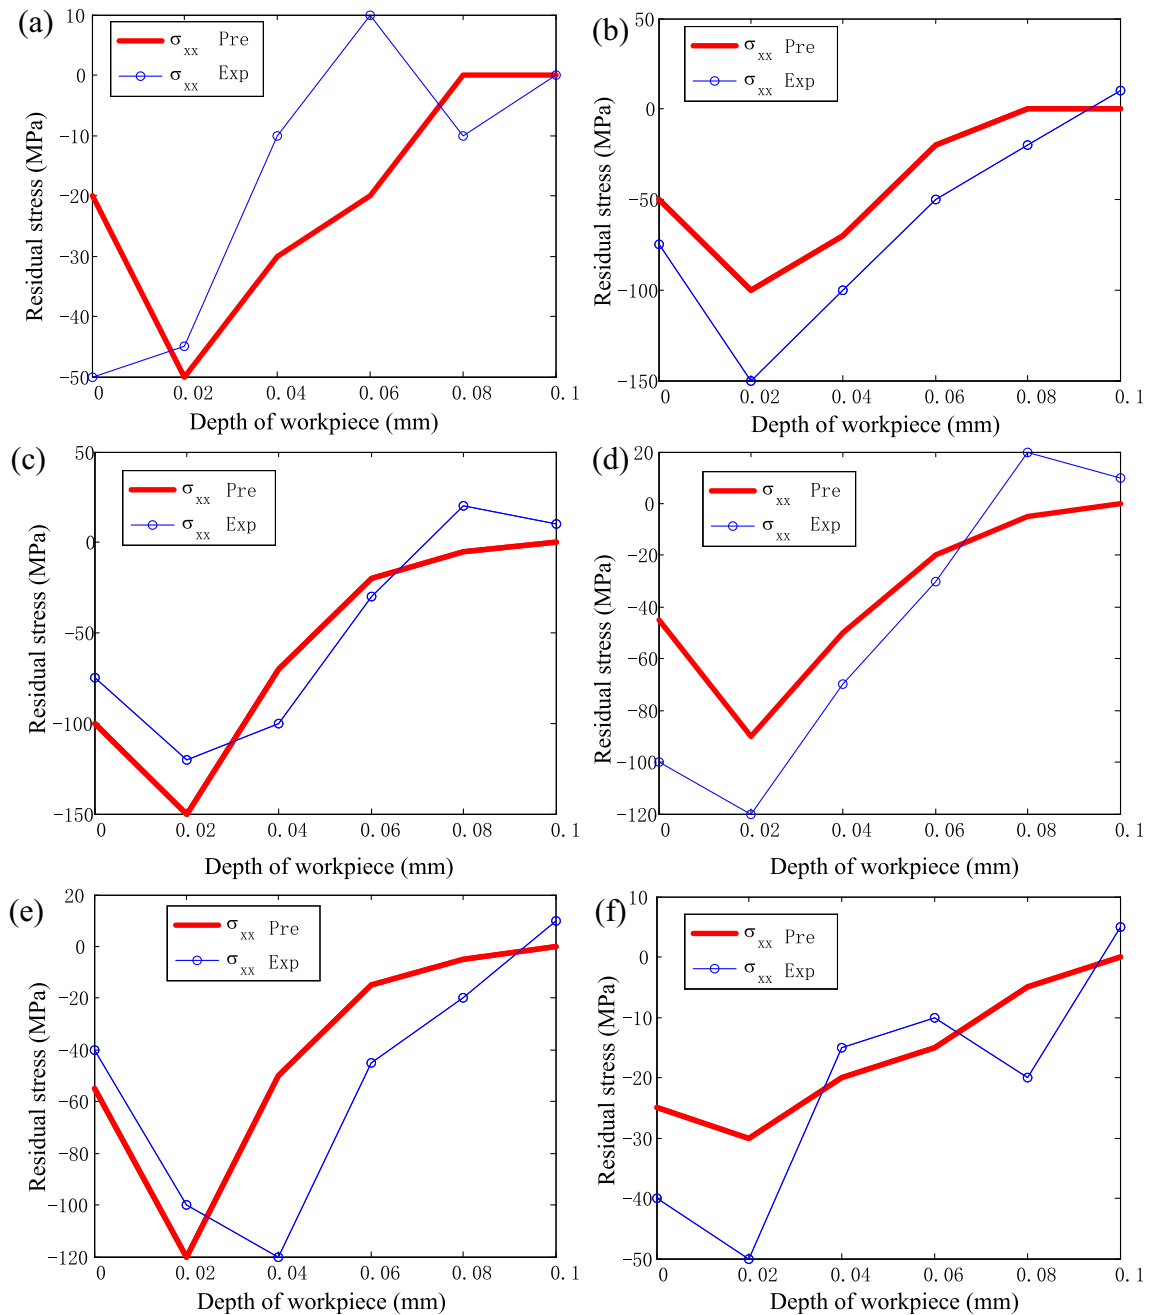 (a)
σxx Pre
σxx Exp
10
0
-10
-20
-30
-40
-50
0 0.02 0.04 0.06 0.08 0.1
Residual stress (MPa)
Depth of workpiece (mm)
(b)
σxx Pre
σxx Exp
50
0
-50
-100
-150
0 0.02 0.04 0.06 0.08 0.1
Residual stress (MPa)
Depth of workpiece (mm)
(c)
σxx Pre
σxx Exp
50
0
-50
-100
-150
0 0.02 0.04 0.06 0.08 0.1
Residual stress (MPa)
Depth of workpiece (mm)
(d)
σxx Pre
σxx Exp
20
0
-20
-40
-60
-80
-100
-120
0 0.02 0.04 0.06 0.08 0.1
Residual stress (MPa)
Depth of workpiece (mm)
(e)
σxx Pre
σxx Exp
20
0
-20
-40
-60
-80
-100
-120
0 0.02 0.04 0.06 0.08 0.1
Residual stress (MPa)
Depth of workpiece (mm)
(f)
σxx Pre
σxx Exp
10
0
-10
-20
-30
-40
-50
0 0.02 0.04 0.06 0.08 0.1
Residual stress (MPa)
Depth of workpiece (mm)